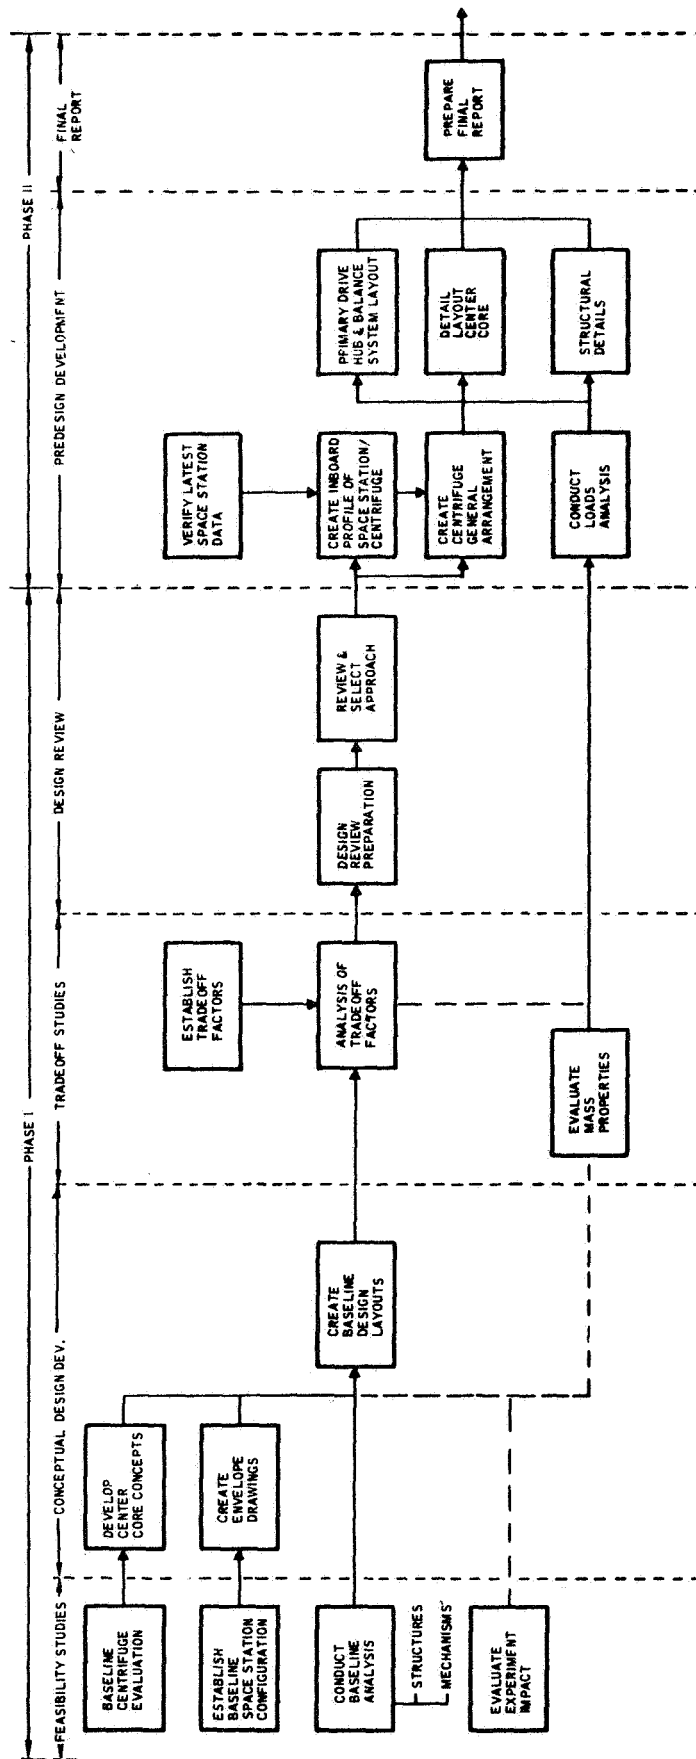 PHASE I
PHASE II
FEASIBILITY STUDIES
CONCEPTUAL DESIGN DEV.
TRADEOFF STUDIES
DESIGN REVIEW
PREDESIGN DEVELOPMENT
FINAL
REPORT
BASELINE
CENTRIFUGE
EVALUATION
DEVELOP
CENTER
CORE CONCEPTS
ESTABLISH
BASELINE
SPACE STATION
CONFIGURATION
CREATE
ENVELOPE
DRAWINGS
CONDUCT
BASELINE
ANALYSIS
STRUCTURES
MECHANISMS
EVALUATE
EXPERIMENT
IMPACT
CREATE
BASELINE
DESIGN
LAYOUTS
ESTABLISH
TRADEOFF
FACTORS
ANALYSIS OF
TRADEOFF
FACTORS
EVALUATE
MASS
PROPERTIES
DESIGN
REVIEW
PREPARATION
REVIEW &
SELECT
APPROACH
VERIFY LATEST
SPACE STATION
DATA
CREATE INBOARD
PROFILE OF
SPACE STATION/
CENTRIFUGE
CREATE
CENTRIFUGE
GENERAL
ARRANGEMENT
CONDUCT
LOADS
ANALYSIS
PRIMARY DRIVE
HUB & BALANCE
SYSTEM LAYOUT
DETAIL
LAYOUT
CENTER
CORE
STRUCTURAL
DETAILS
PREPARE
FINAL
REPORT